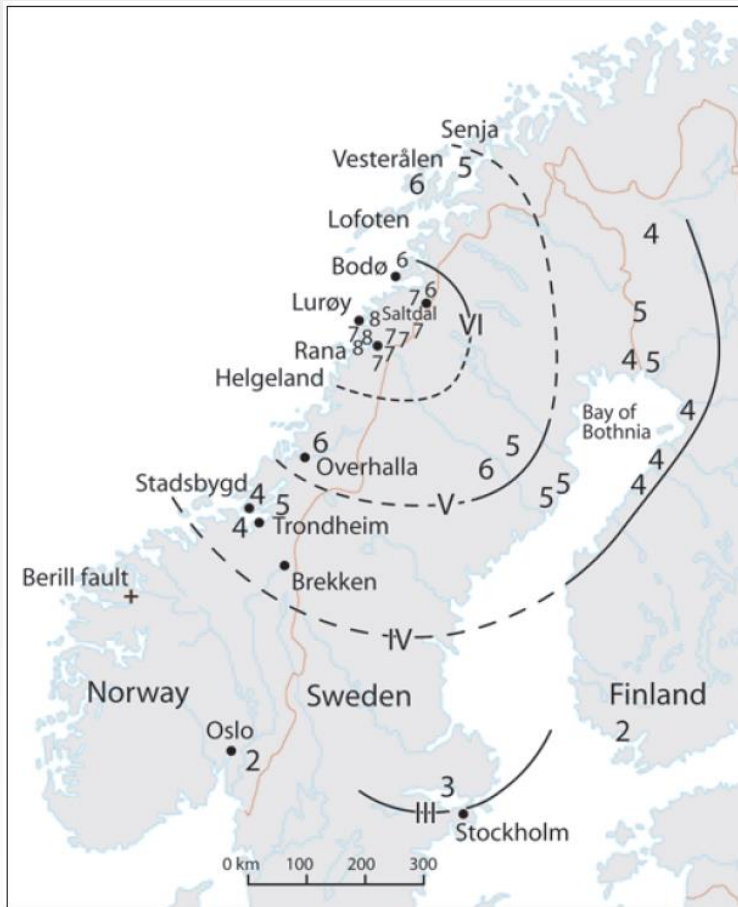 Senja
Vesterålen 5
6
Lofoten
4
Bodø 6
7 6
Lurøy 8 Saltdal
5
VI
7 8 7 7 7
Rana 8
7 7
4 5
Helgeland
4
Bay of
Bothnia
6
5
Overhalla
6
4
Stadsbygd 4
5
V
5 5
4
4 Trondheim
Brekken
Berill fault
IV
Norway
Sweden
Finland
2
Oslo
2
3
III
Stockholm
0 km 100 200 300